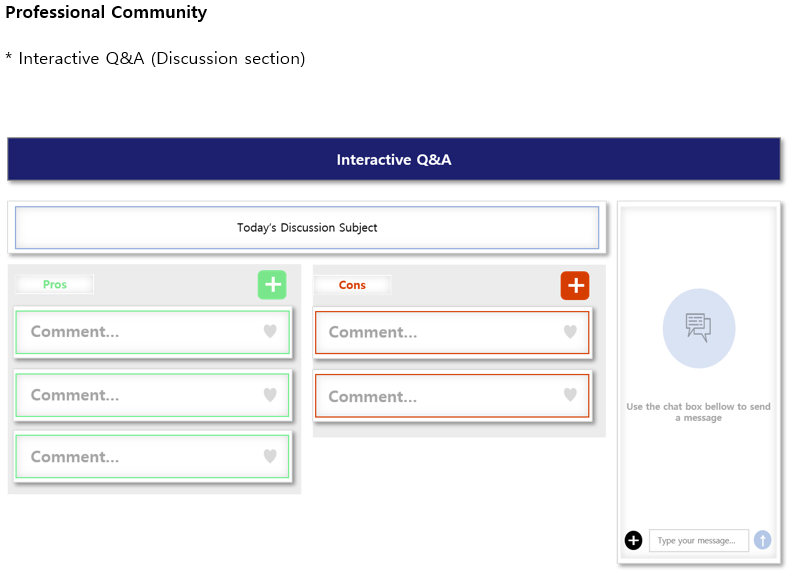 Professional Community
* Interactive Q&A (Discussion section)
Interactive Q&A
Today's Discussion Subject
Pros
Comment...
Comment...
Comment...
Cons
Comment...
Comment...
Use the chat box bellow to send
a message
Type your message...